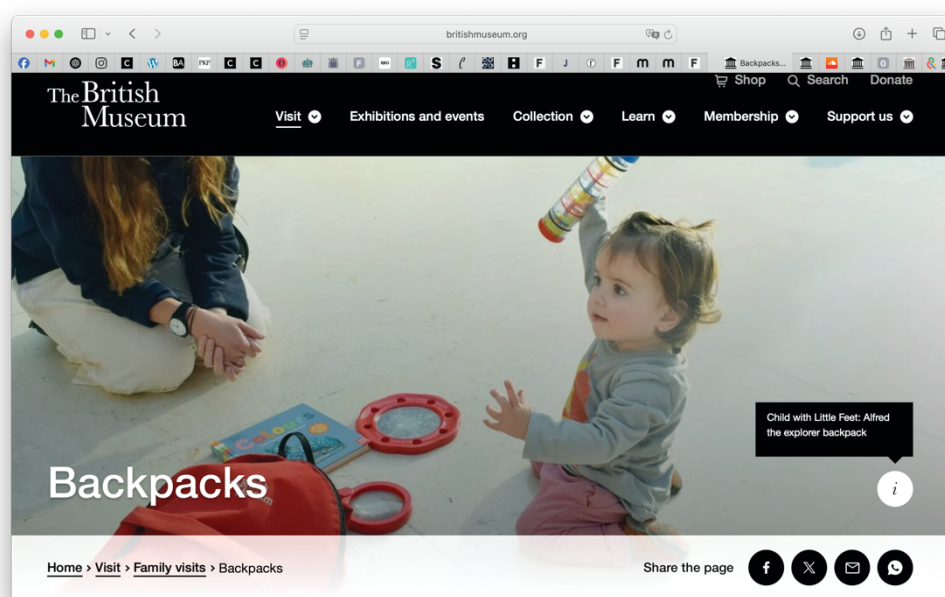 britishmuseum.org
Backpacks...
The British
Museum
Shop
Search
Donate
Visit
Exhibitions and events
Collection
Learn
Membership
Support us
Colours
Child with Little Feet: Alfred
the explorer backpack
i
Backpacks
Home › Visit › Family visits › Backpacks
Share the page